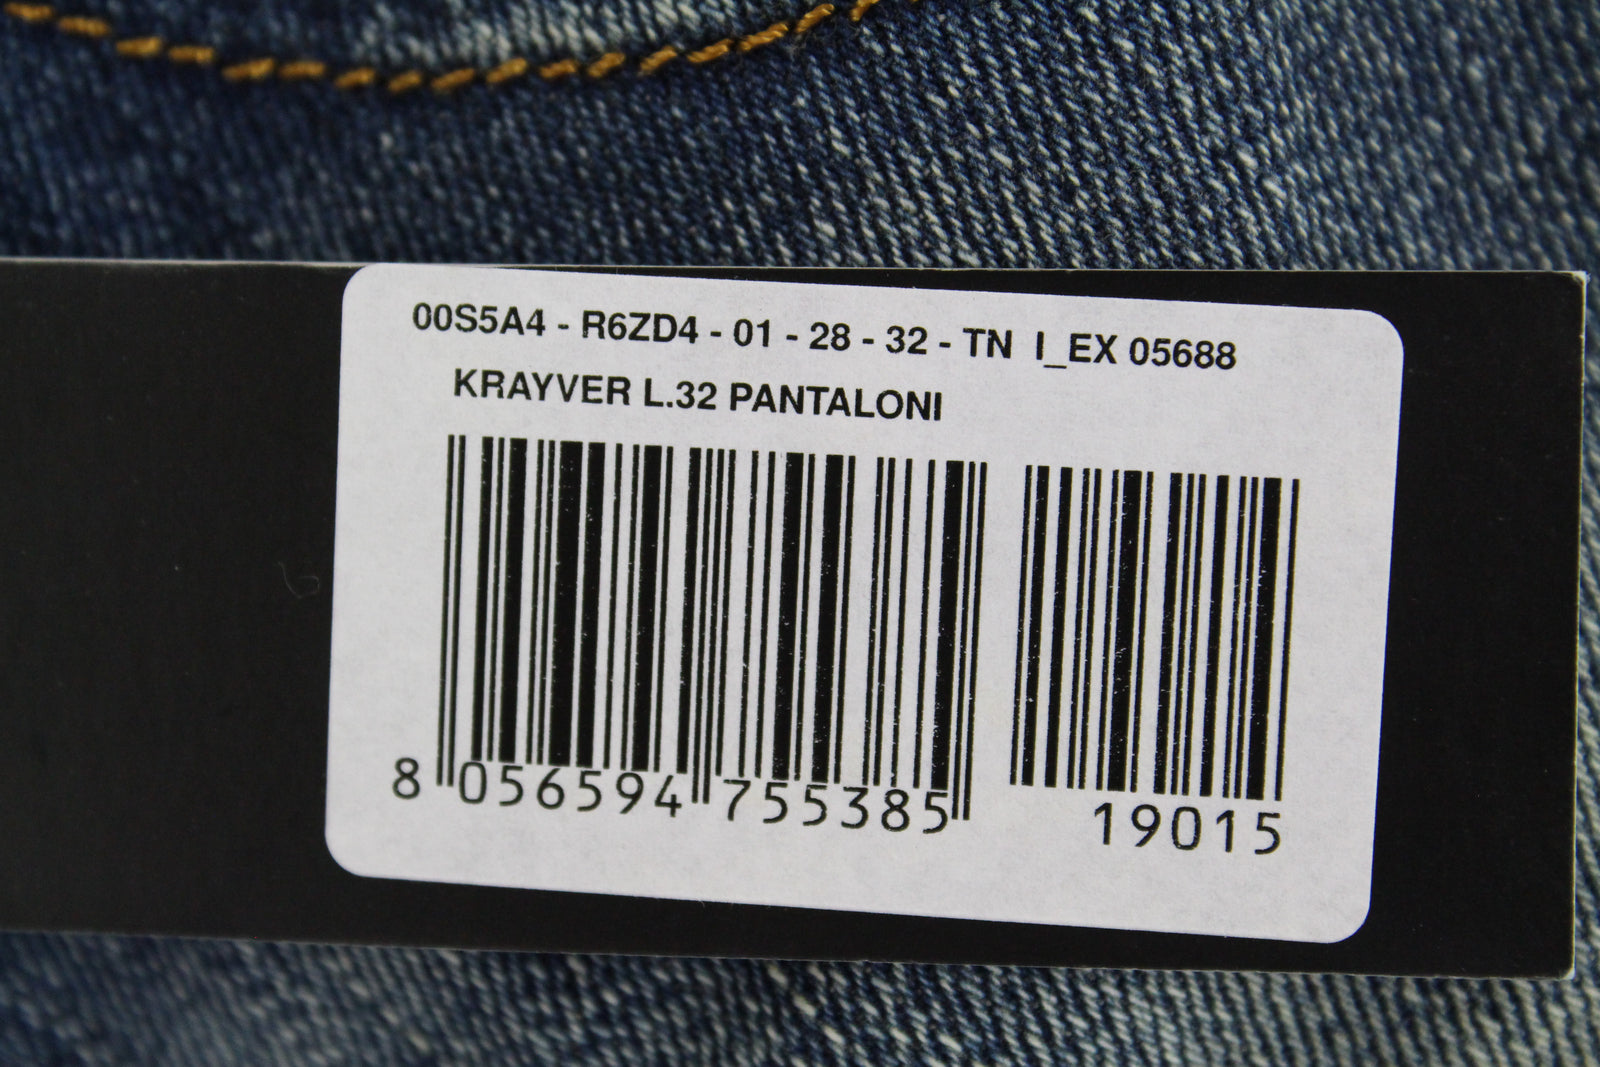 00S5A4 - R6ZD4 - 01 - 28 - 32 - TN I_EX 05688
KRAYVER L.32 PANTALONI
8 056594 755385 19015